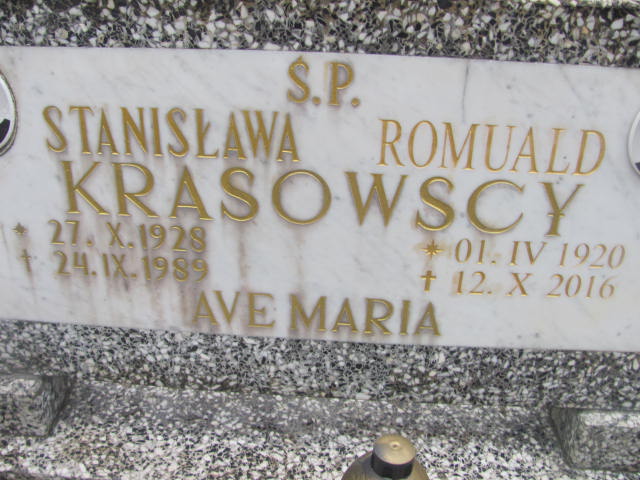 Ś.P.
STANISŁAWA ROMUALD
KRASOWSCY
* 27. X. 1928 * 01. IV 1920
† 24. IX. 1989 † 12. X 2016
AVE MARIA